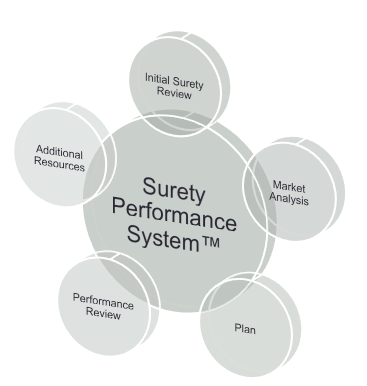 Initial Surety
Review
Additional
Resources
Market
Analysis
Surety
Performance
System™
Performance
Review
Plan